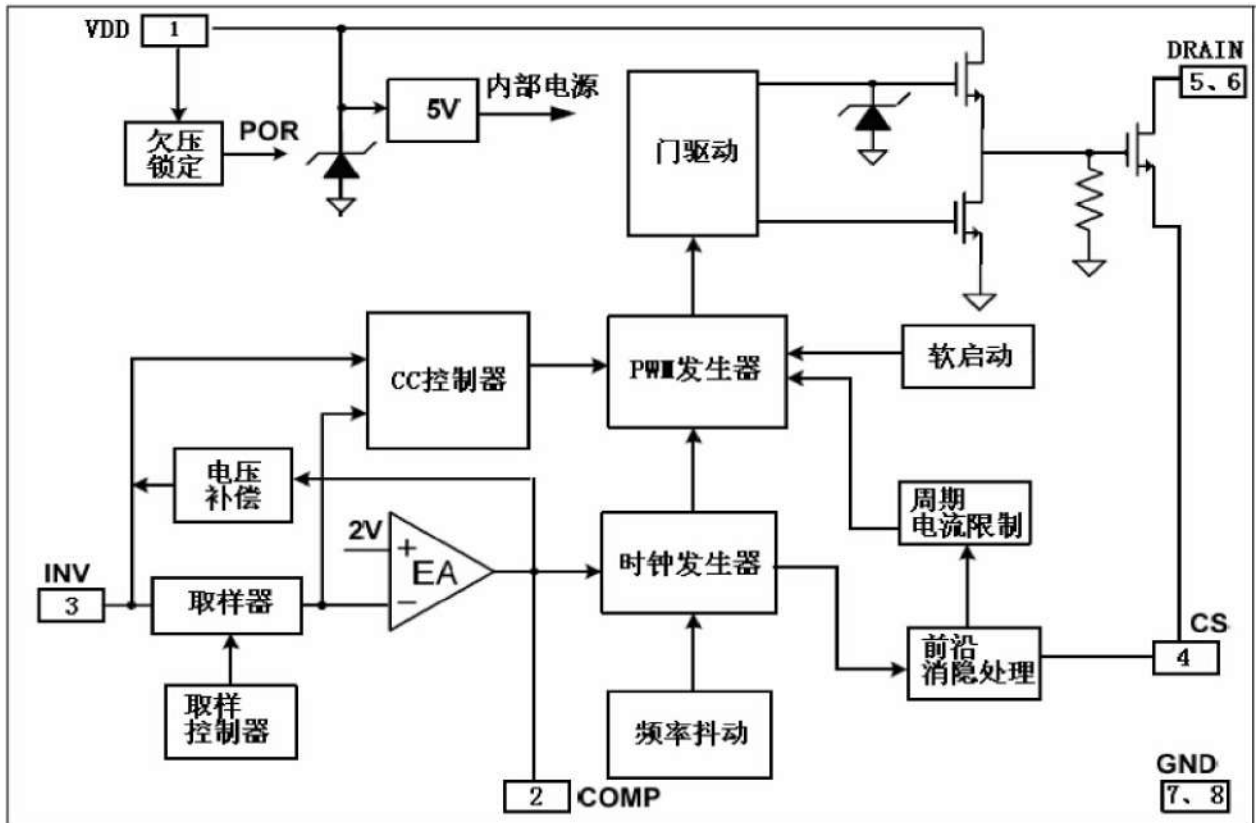 VDD
1
DRAIN
5、6
内部电源
5V
欠压
锁定
POR
门驱动
CC控制器
PWM发生器
软启动
电压
补偿
周期
电流限制
2V
+
EA
-
时钟发生器
INV
3
取样器
CS
4
前沿
消隐处理
取样
控制器
频率抖动
GND
7、8
2
COMP